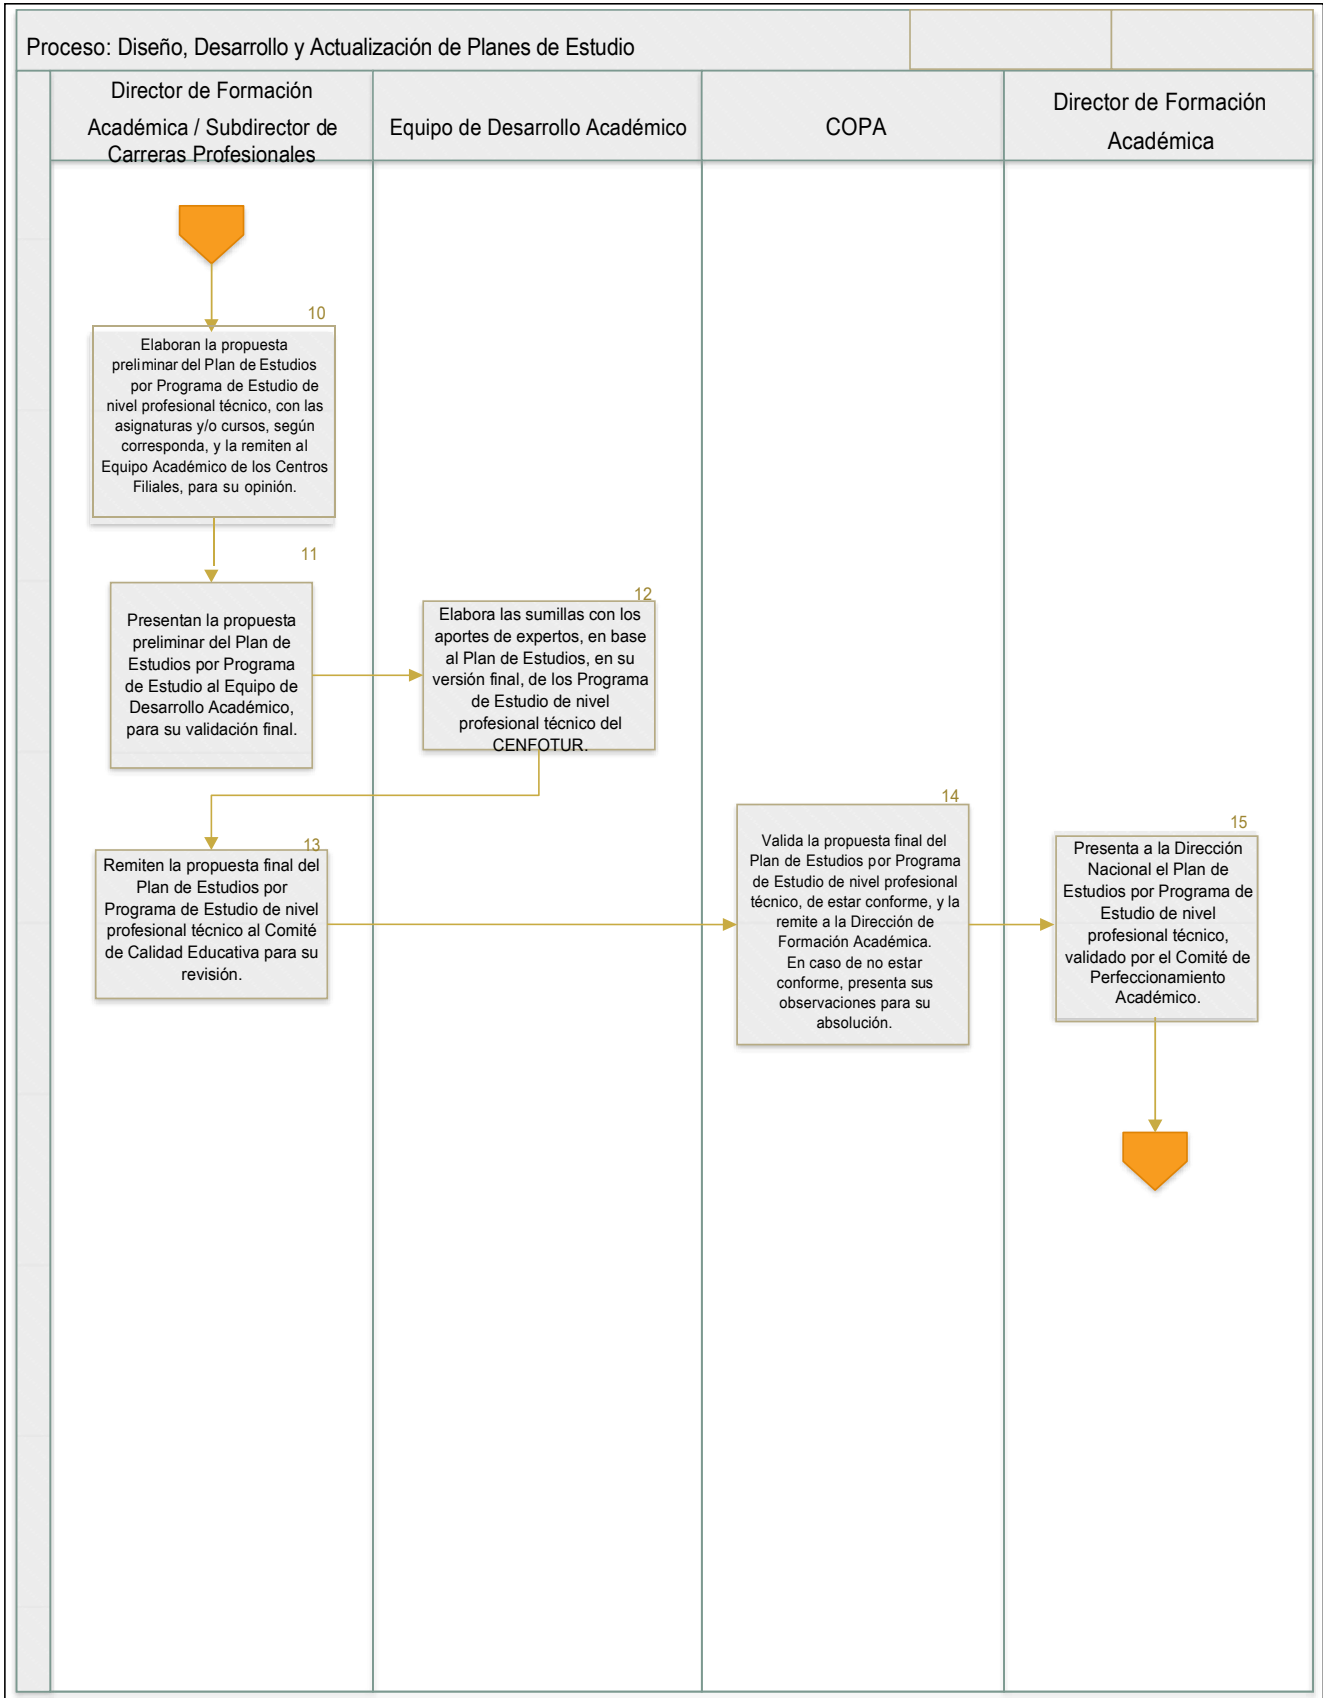 Proceso: Diseño, Desarrollo y Actualización de Planes de Estudio
Director de Formación
Académica / Subdirector de
Carreras Profesionales
Equipo de Desarrollo Académico
COPA
Director de Formación
Académica
10
Elaboran la propuesta
preliminar del Plan de Estudios
por Programa de Estudio de
nivel profesional técnico, con las
asignaturas y/o cursos, según
corresponda, y la remiten al
Equipo Académico de los Centros
Filiales, para su opinión.
11
Presentan la propuesta
preliminar del Plan de
Estudios por Programa
de Estudio al Equipo de
Desarrollo Académico,
para su validación final.
12
Elabora las sumillas con los
aportes de expertos, en base
al Plan de Estudios, en su
versión final, de los Programa
de Estudio de nivel
profesional técnico del
CENFOTUR.
13
Remiten la propuesta final del
Plan de Estudios por
Programa de Estudio de nivel
profesional técnico al Comité
de Calidad Educativa para su
revisión.
14
Valida la propuesta final del
Plan de Estudios por Programa
de Estudio de nivel profesional
técnico, de estar conforme, y la
remite a la Dirección de
Formación Académica.
En caso de no estar
conforme, presenta sus
observaciones para su
absolución.
15
Presenta a la Dirección
Nacional el Plan de
Estudios por Programa de
Estudio de nivel
profesional técnico,
validado por el Comité de
Perfeccionamiento
Académico.